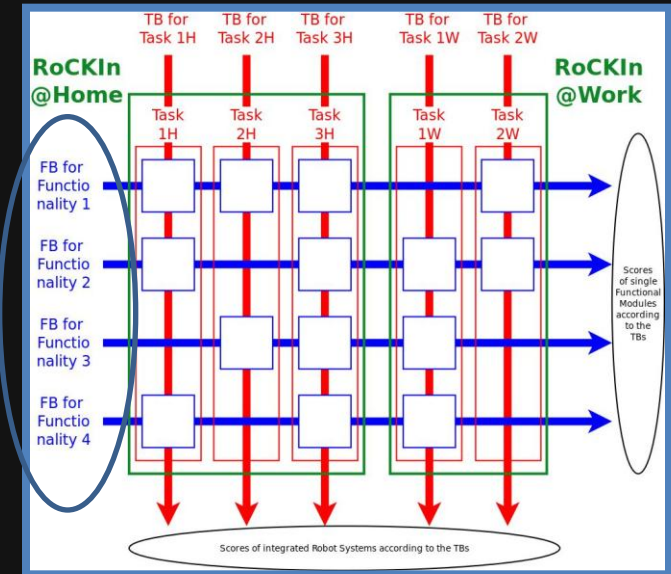 TB for
Task 1H
TB for
Task 2H
TB for
Task 3H
TB for
Task 1W
TB for
Task 2W
RoCKIn
@Home
RoCKIn
@Work
Task
1H
Task
2H
Task
3H
Task
1W
Task
2W
FB for
Functio
nality 1
FB for
Functio
nality 2
FB for
Functio
nality 3
FB for
Functio
nality 4
Scores
of single
Functional
Modules
according
to the
TBs
Scores of integrated Robot Systems according to the TBs